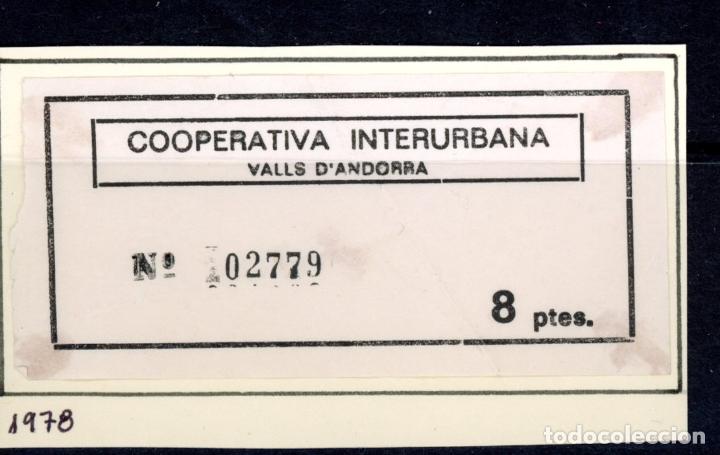 COOPERATIVA INTERURBANA
VALLS D'ANDORRA
Nº 02779
8 ptes.
1978
todocoleccion